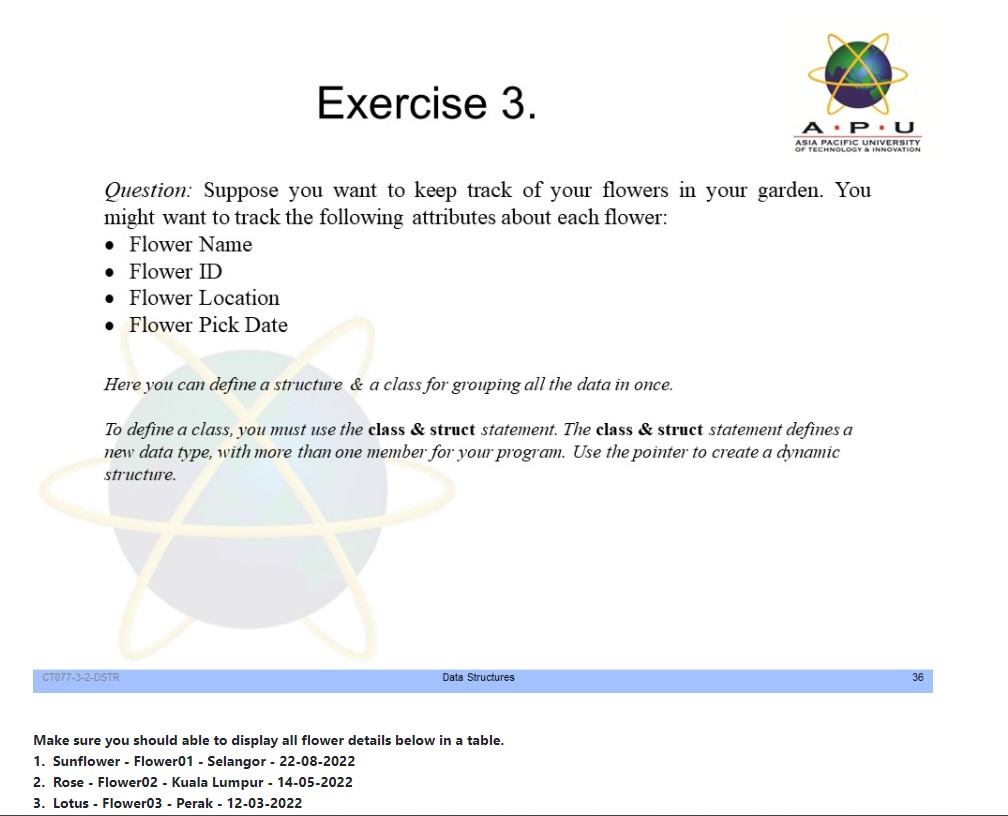 A · P · U
ASIA PACIFIC UNIVERSITY
OF TECHNOLOGY & INNOVATION
Exercise 3.
Question: Suppose you want to keep track of your flowers in your garden. You
might want to track the following attributes about each flower:
• Flower Name
• Flower ID
• Flower Location
• Flower Pick Date
Here you can define a structure & a class for grouping all the data in once.
To define a class, you must use the class & struct statement. The class & struct statement defines a
new data type, with more than one member for your program. Use the pointer to create a dynamic
structure.
CT077-3-2-DSTR
Data Structures
36
Make sure you should able to display all flower details below in a table.
1. Sunflower - Flower01 - Selangor - 22-08-2022
2. Rose - Flower02 - Kuala Lumpur - 14-05-2022
3. Lotus - Flower03 - Perak - 12-03-2022